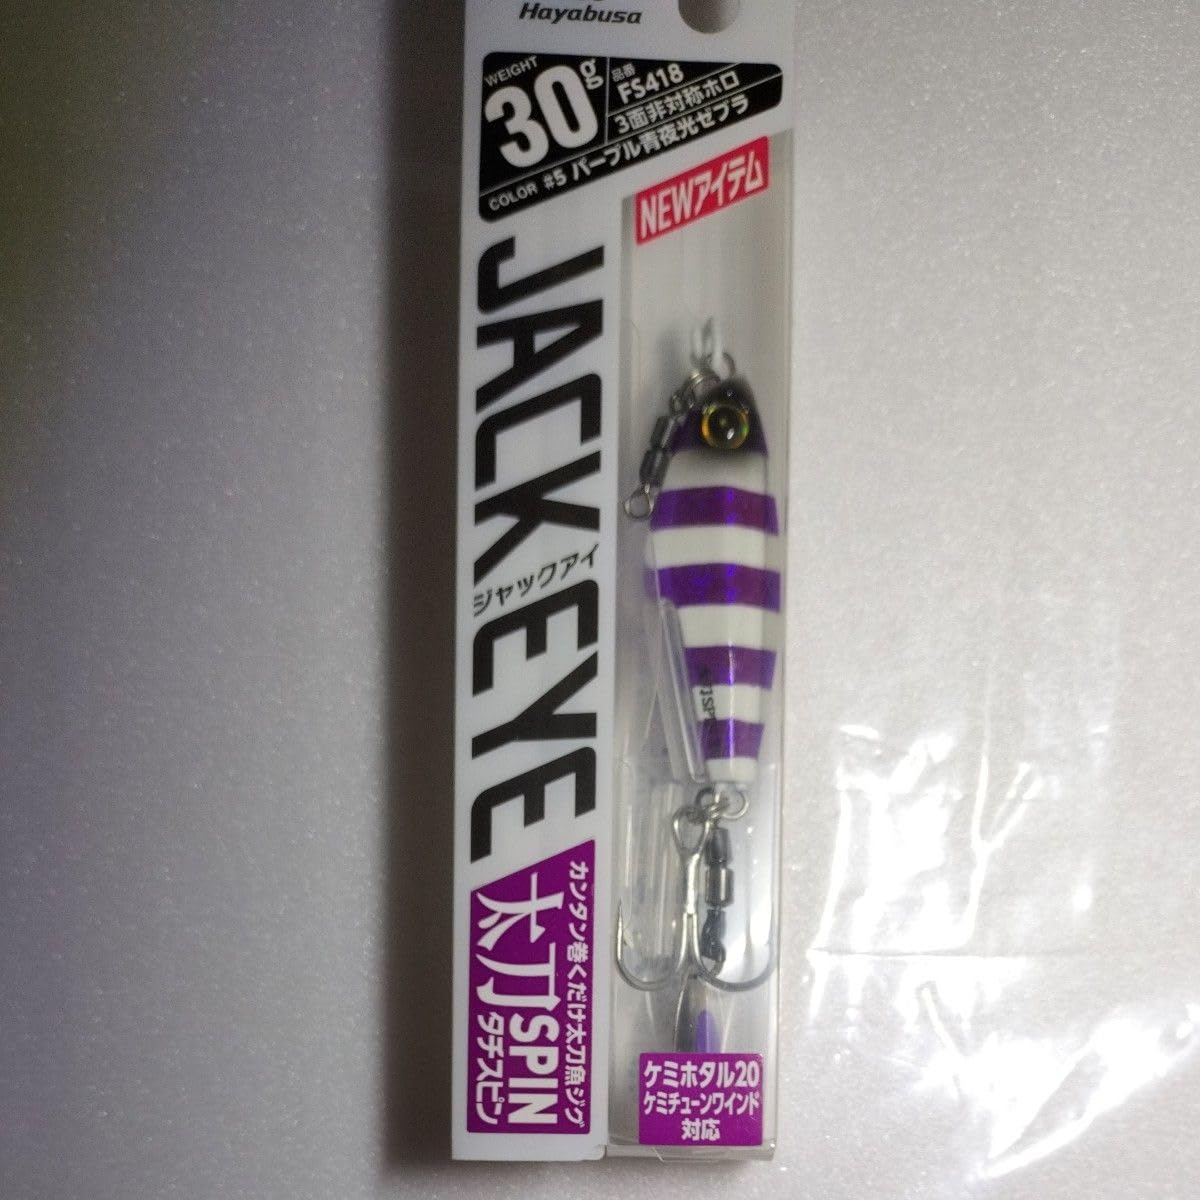 Hayabusa
WEIGHT
30g
品番
FS418
3面非対称ホロ
COLOR #5 パープル青夜光ゼブラ
NEWアイテム
JACK EYE
ジャックアイ
カンタン巻くだけ太刀魚ジグ
太刀SPIN
タチスピン
ケミホタル20
ケミチューンワインド
対応